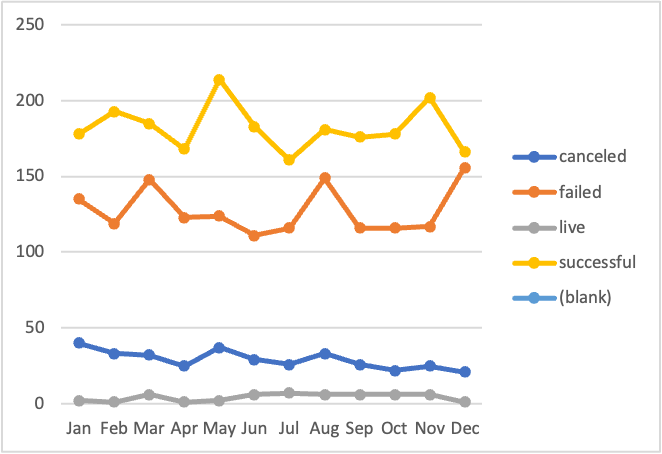 250
200
150
100
50
0
Jan Feb Mar Apr May Jun Jul Aug Sep Oct Nov Dec
canceled
failed
live
successful
(blank)